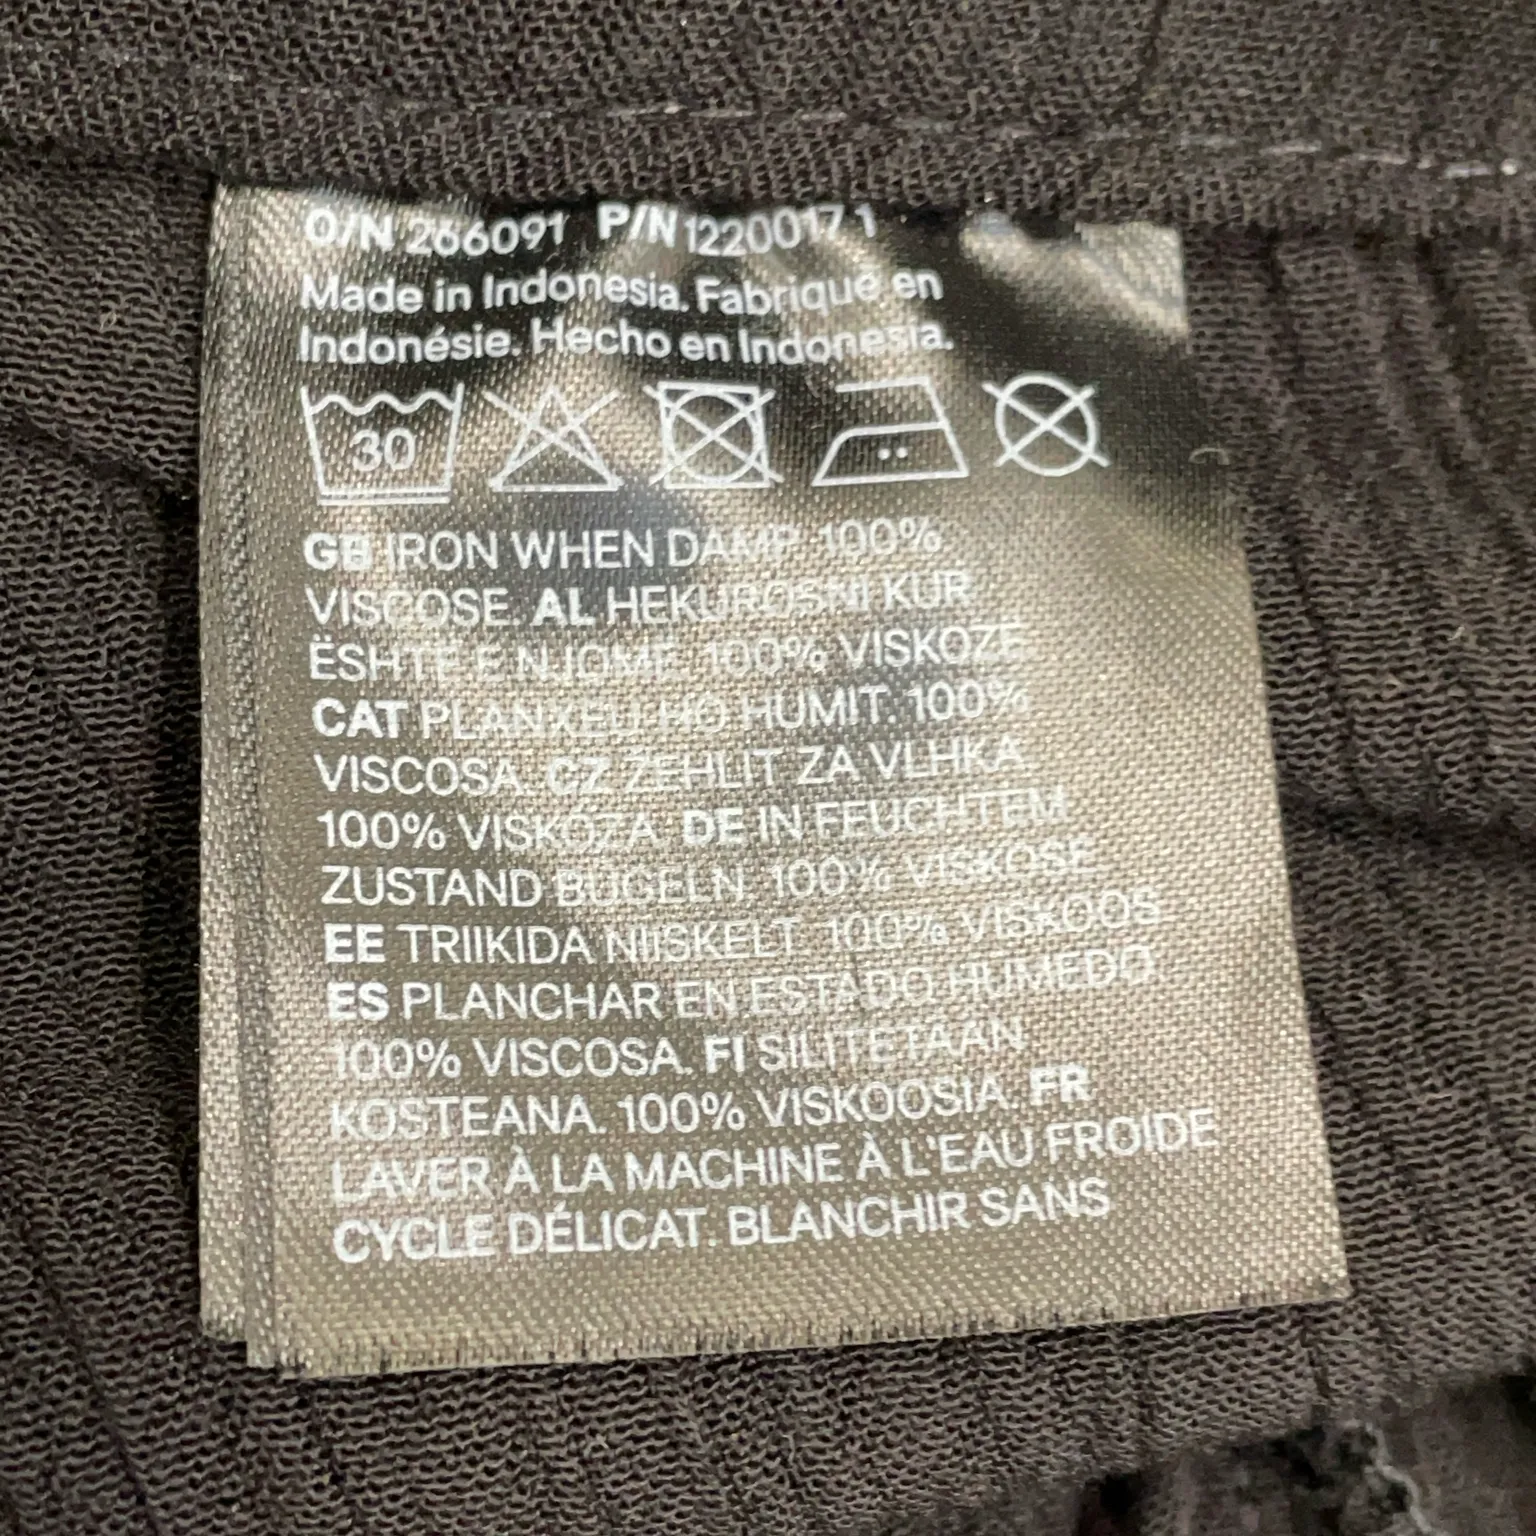 O/N 266091 P/N 1220017 1
Made in Indonesia. Fabriqué en
Indonésie. Hecho en Indonesia.
30
GB IRON WHEN DAMP. 100%
VISCOSE. AL HEKUROSNI KUR
ËSHTË E NJOMË. 100% VISKOZË
CAT PLANXEU-HO HUMIT. 100%
VISCOSA. CZ ŽEHLIT ZA VLHKA
100% VISKÓZA. DE IN FEUCHTEM
ZUSTAND BÜGELN. 100% VISKOSE
EE TRIIKIDA NIISKELT. 100% VISKOOS
ES PLANCHAR EN ESTADO HÚMEDO
100% VISCOSA. FI SILITETÄÄN
KOSTEANA. 100% VISKOOSIA. FR
LAVER À LA MACHINE À L'EAU FROIDE
CYCLE DÉLICAT. BLANCHIR SANS